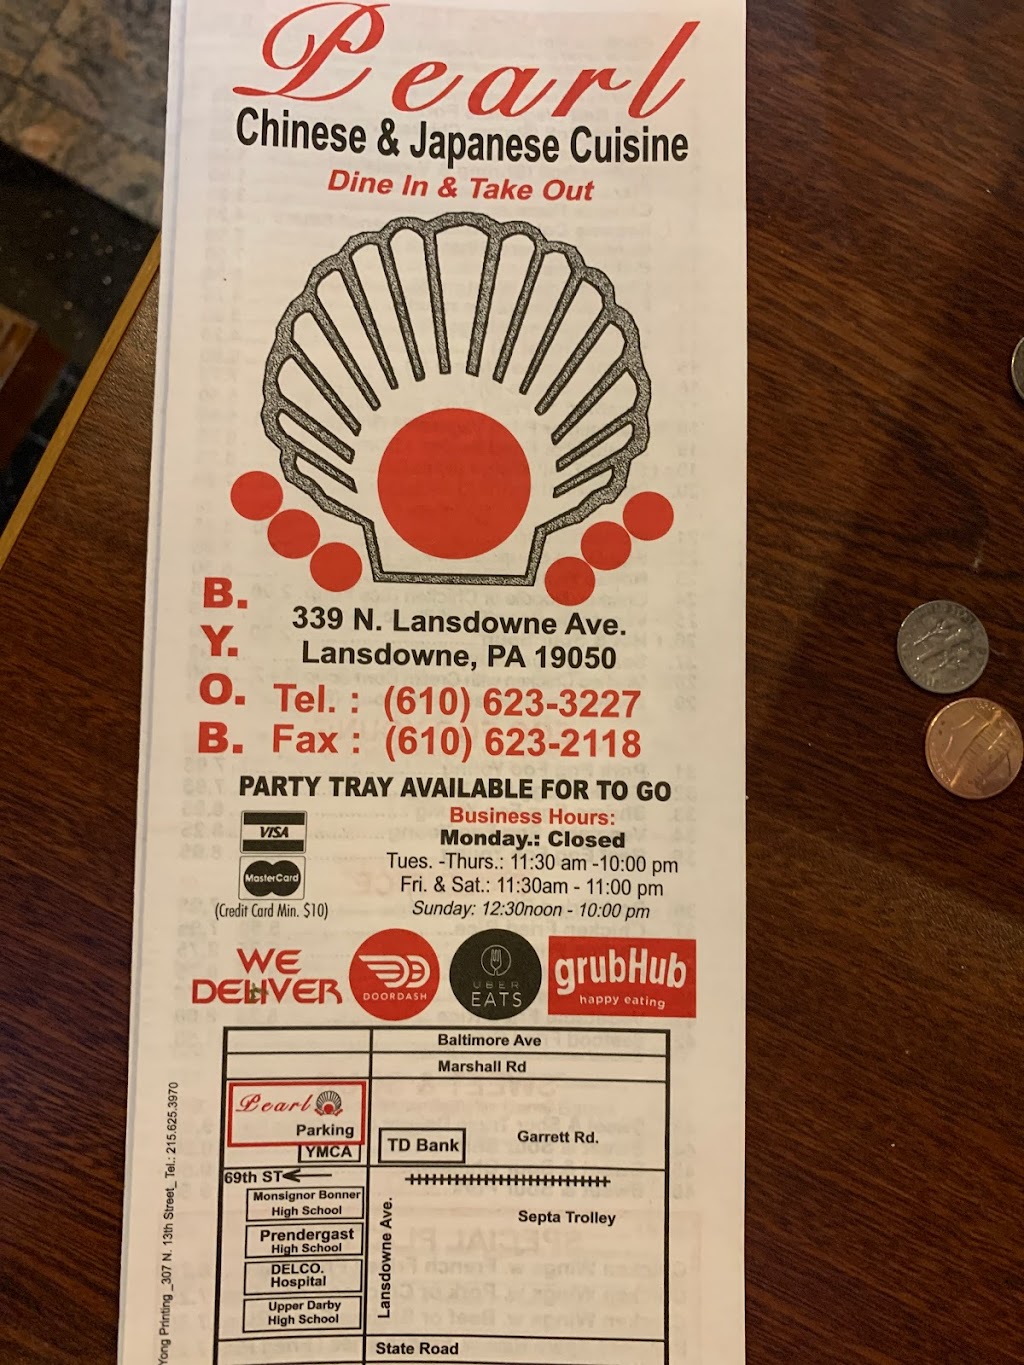 Pearl
Chinese & Japanese Cuisine
Dine In & Take Out
B.
Y.
O.
B.
339 N. Lansdowne Ave.
Lansdowne, PA 19050
Tel. : (610) 623-3227
Fax : (610) 623-2118
PARTY TRAY AVAILABLE FOR TO GO
VISA
MasterCard
(Credit Card Min. $10)
Business Hours:
Monday.: Closed
Tues. -Thurs.: 11:30 am -10:00 pm
Fri. & Sat.: 11:30am - 11:00 pm
Sunday: 12:30noon - 10:00 pm
WE
DELIVER
DOORDASH
UBER
EATS
grubHub
happy eating
Baltimore Ave
Marshall Rd
Pearl
Parking
YMCA
TD Bank
Garrett Rd.
69th ST
Monsignor Bonner
High School
Prendergast
High School
DELCO.
Hospital
Upper Darby
High School
Lansdowne Ave.
Septa Trolley
State Road
Yong Printing _307 N. 13th Street_ Tel.: 215.625.3970